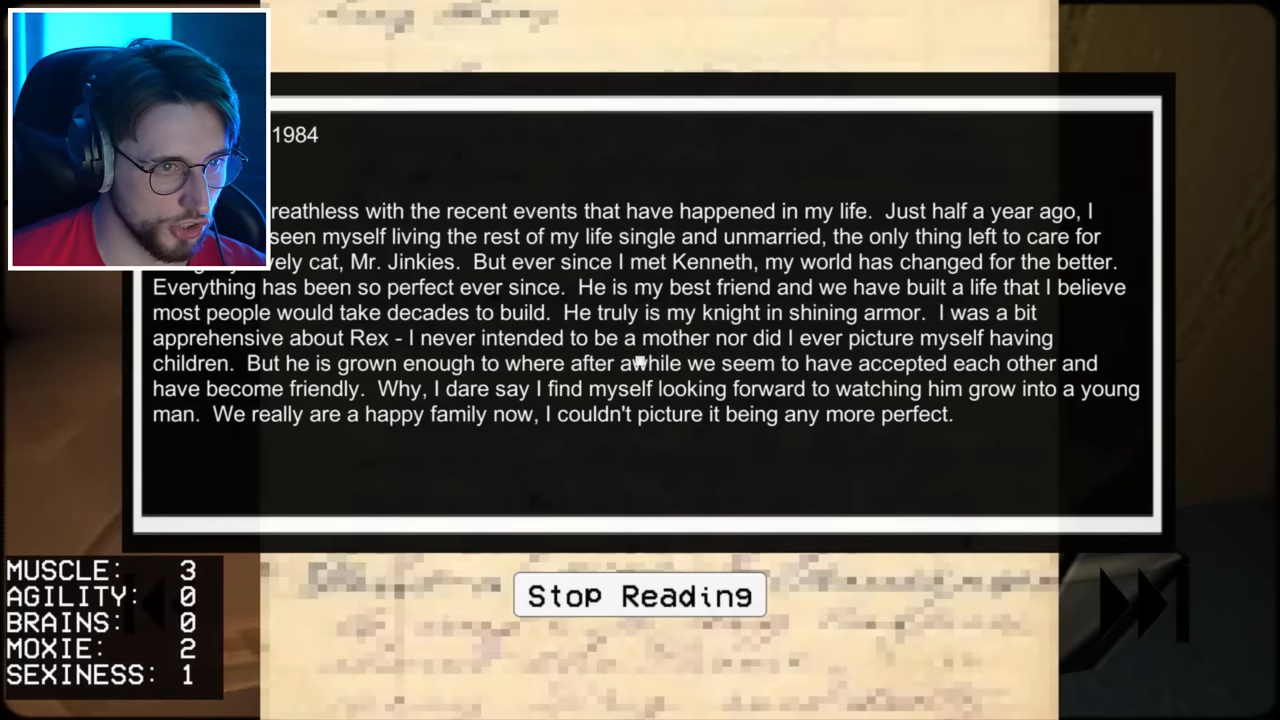 1984
reathless with the recent events that have happened in my life. Just half a year ago, I
seen myself living the rest of my life single and unmarried, the only thing left to care for
vely cat, Mr. Jinkies. But ever since I met Kenneth, my world has changed for the better.
Everything has been so perfect ever since. He is my best friend and we have built a life that I believe
most people would take decades to build. He truly is my knight in shining armor. I was a bit
apprehensive about Rex - I never intended to be a mother nor did I ever picture myself having
children. But he is grown enough to where after awhile we seem to have accepted each other and
have become friendly. Why, I dare say I find myself looking forward to watching him grow into a young
man. We really are a happy family now, I couldn't picture it being any more perfect.
Stop Reading
MUSCLE: 3
AGILITY: 0
BRAINS: 0
MOXIE: 2
SEXINESS: 1